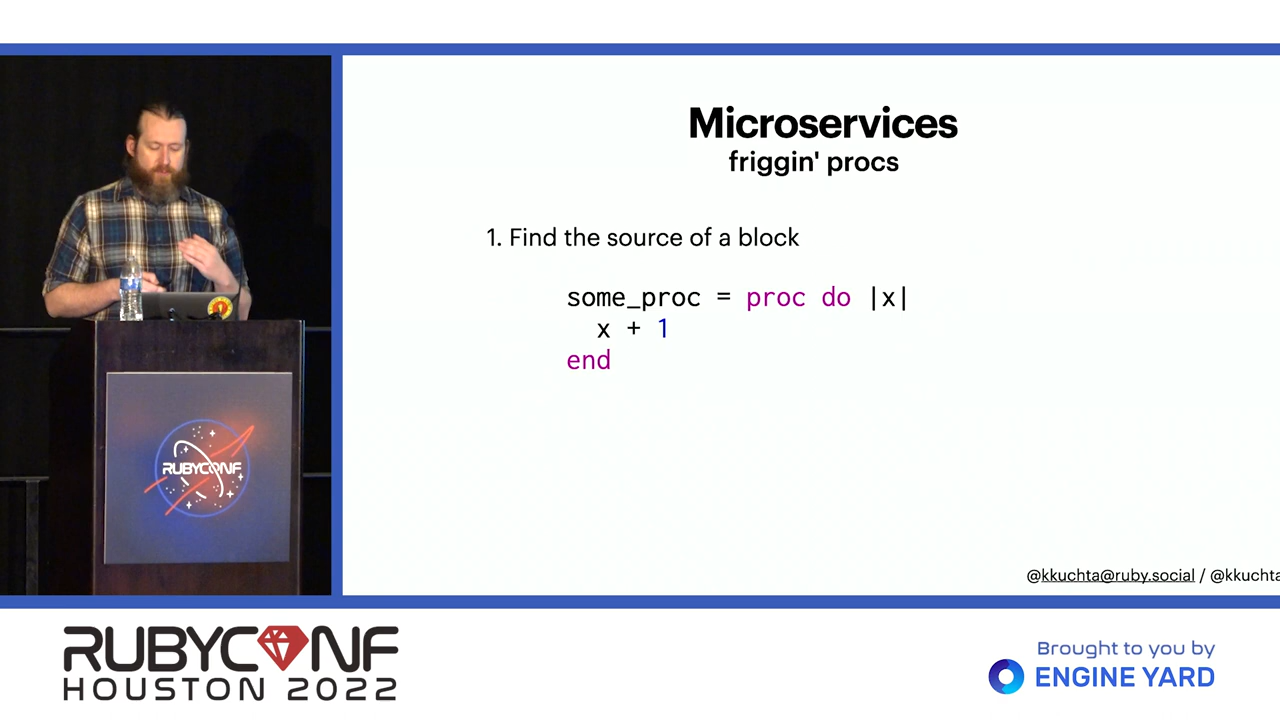 Microservices
friggin' procs
1. Find the source of a block
some_proc = proc do |x|
  x + 1
end
@kkuchta@ruby.social / @kkuchta
RUBYCONF
RUBYCONF
HOUSTON 2022
Brought to you by
ENGINE YARD